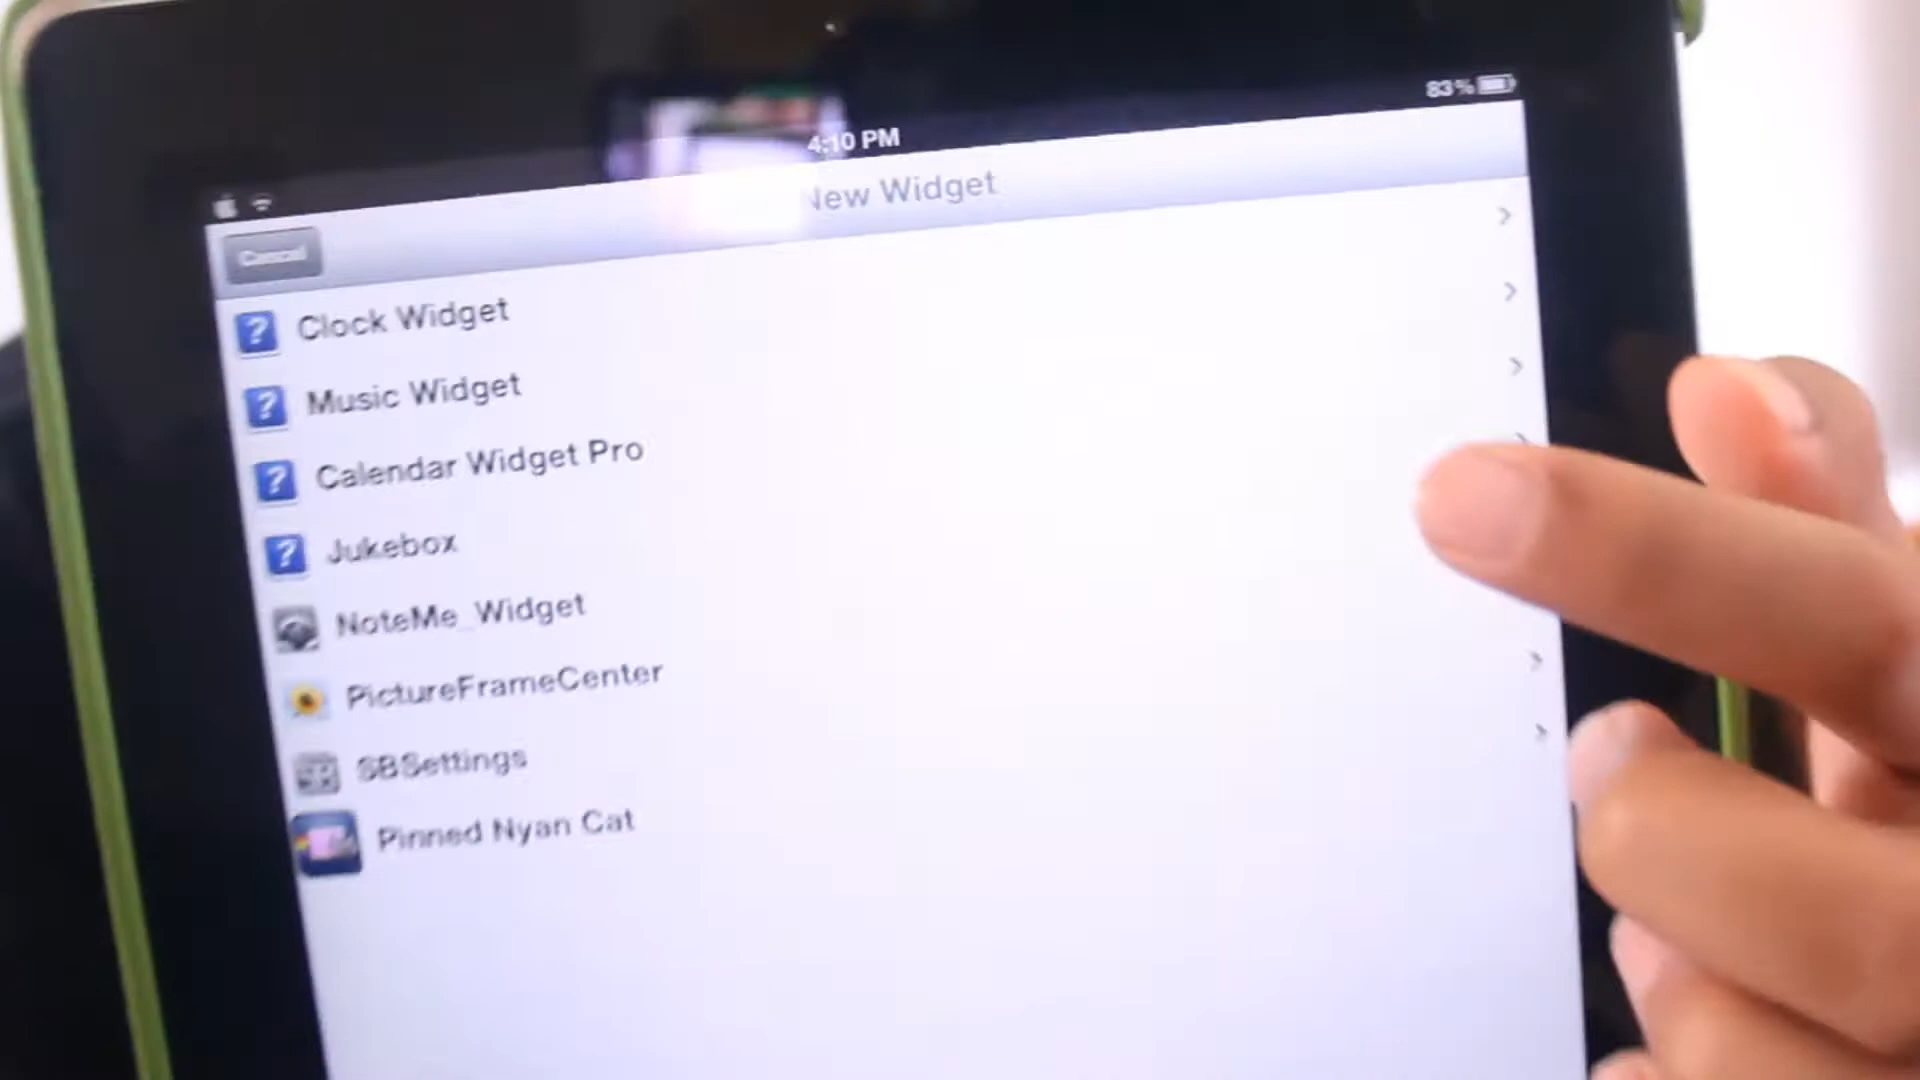 83%
4:10 PM
New Widget
Cancel
Clock Widget
Music Widget
Calendar Widget Pro
Jukebox
NoteMe_Widget
PictureFrameCenter
SBSettings
Pinned Nyan Cat